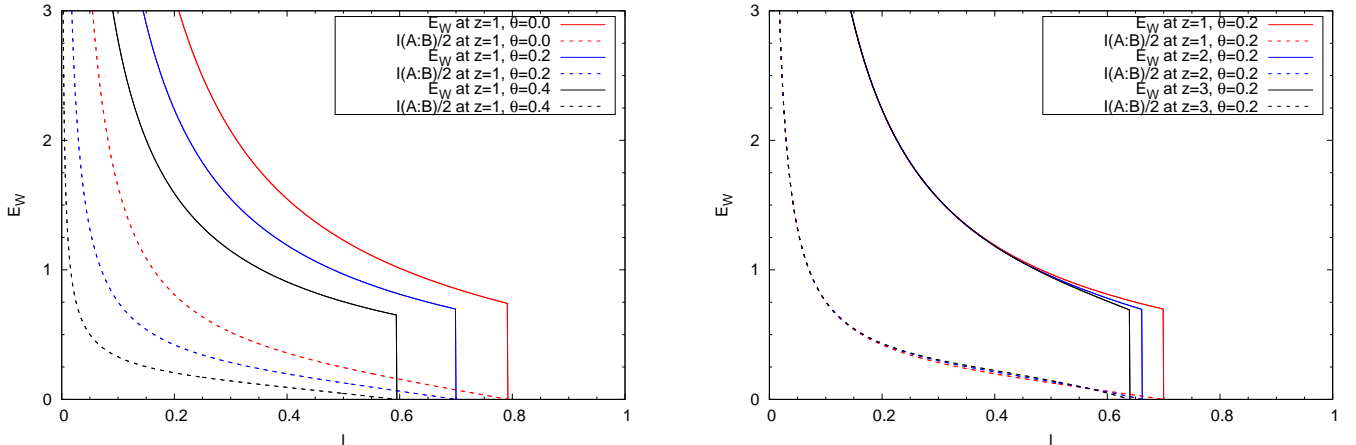 3
2
1
0
0
0.2
0.4
0.6
0.8
1
E_W
l
E_W at z=1, θ=0.0
I(A:B)/2 at z=1, θ=0.0
E_W at z=1, θ=0.2
I(A:B)/2 at z=1, θ=0.2
E_W at z=1, θ=0.4
I(A:B)/2 at z=1, θ=0.4
3
2
1
0
0
0.2
0.4
0.6
0.8
1
E_W
l
E_W at z=1, θ=0.2
I(A:B)/2 at z=1, θ=0.2
E_W at z=2, θ=0.2
I(A:B)/2 at z=2, θ=0.2
E_W at z=3, θ=0.2
I(A:B)/2 at z=3, θ=0.2